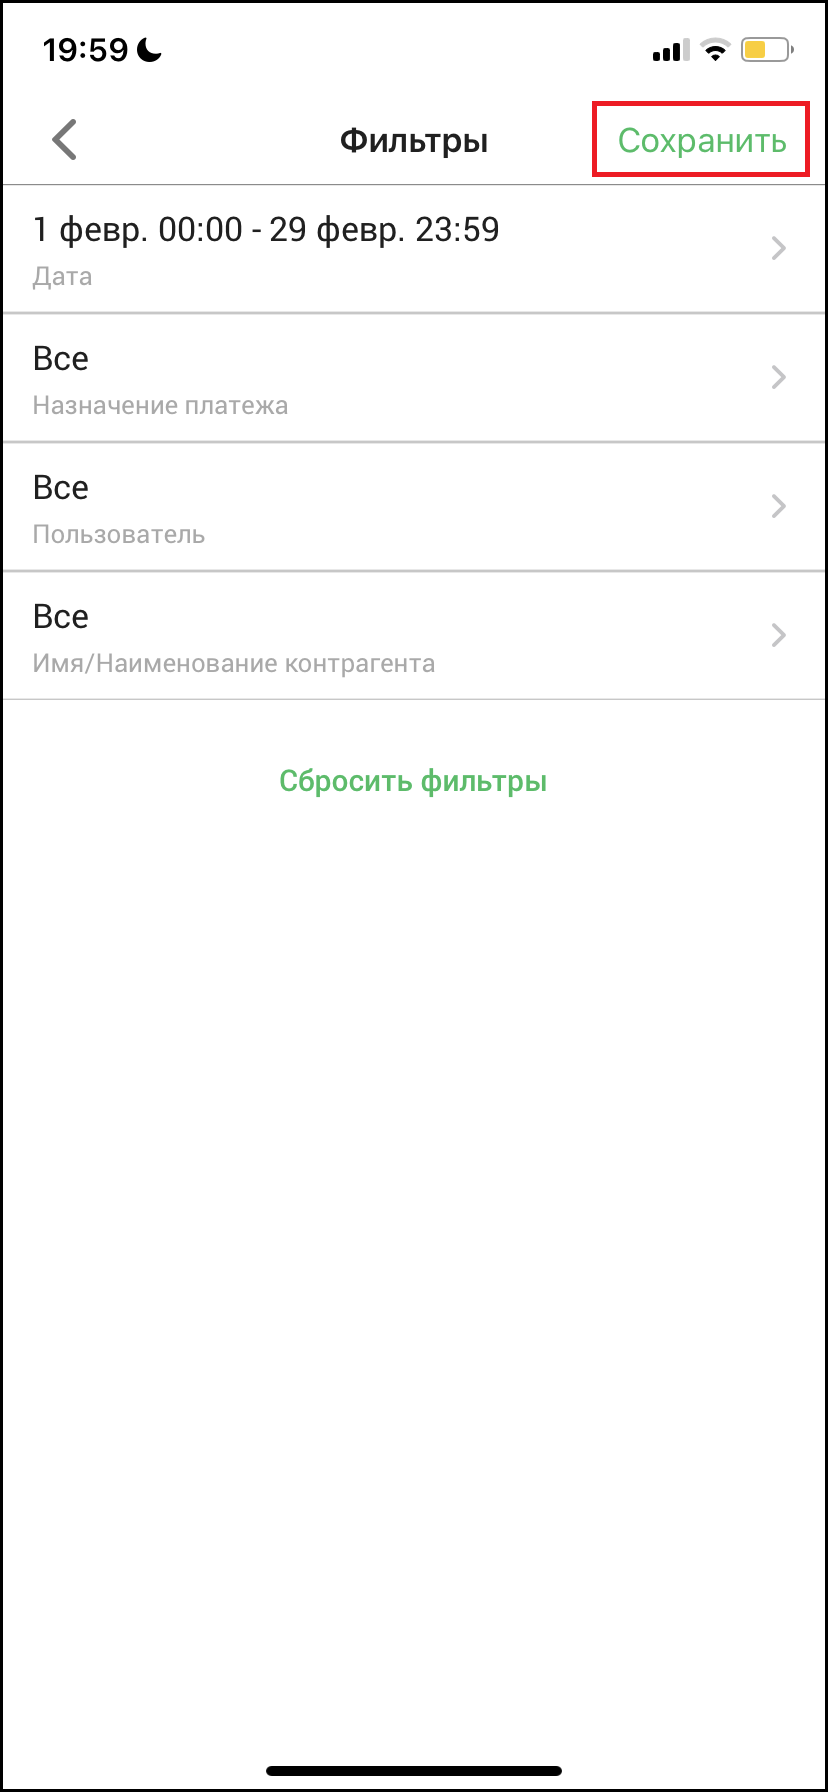 19:59
Фильтры
Сохранить
1 февр. 00:00 - 29 февр. 23:59
Дата
Все
Назначение платежа
Все
Пользователь
Все
Имя/Наименование контрагента
Сбросить фильтры